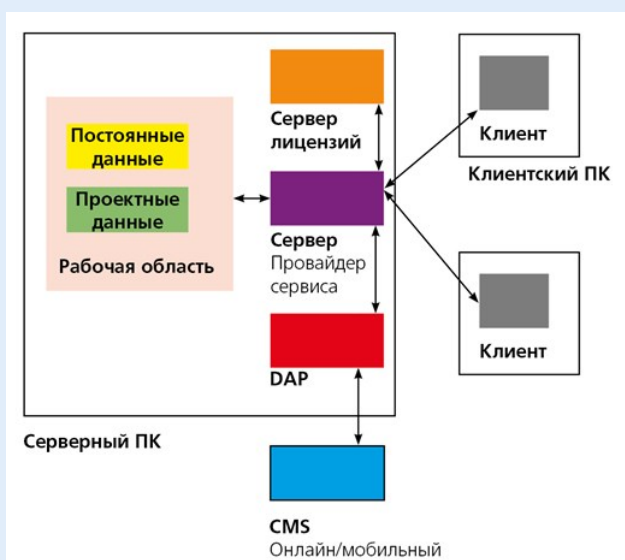 Постоянные
данные
Проектные
данные
Рабочая область
Сервер
лицензий
Сервер
Провайдер
сервиса
DAP
Серверный ПК
CMS
Онлайн/мобильный
Клиент
Клиентский ПК
Клиент